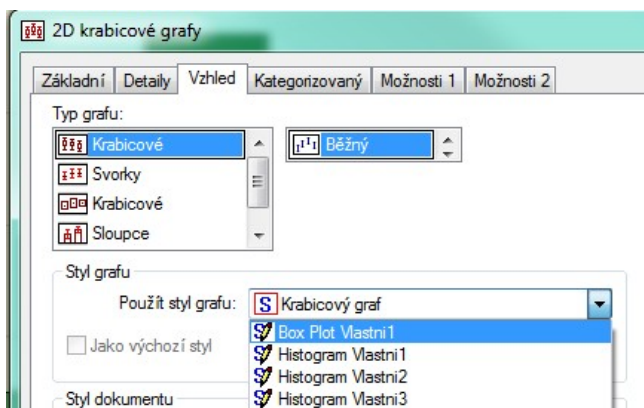 2D krabicové grafy
Základní Detaily Vzhled Kategorizovaný Možnosti 1 Možnosti 2
Typ grafu:
Krabicové
Běžný
Svorky
Krabicové
Sloupce
Styl grafu
Použít styl grafu: Krabicový graf
Jako výchozí styl
Box Plot Vlastni1
Histogram Vlastni1
Histogram Vlastni2
Histogram Vlastni3
Styl dokumentu